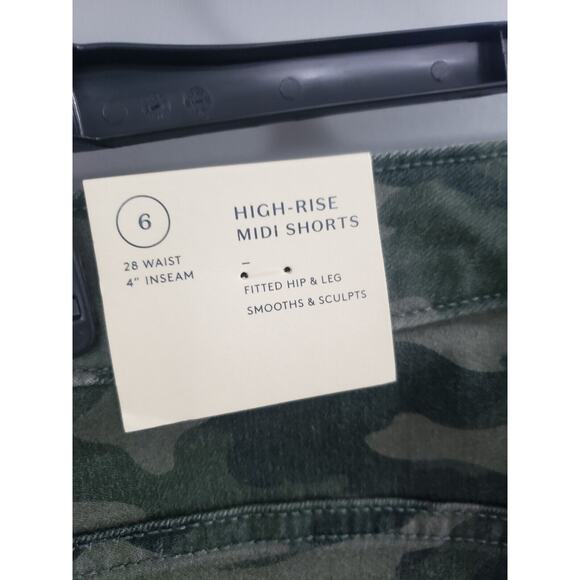 6
28 WAIST
4" INSEAM
HIGH-RISE
MIDI SHORTS
–
FITTED HIP & LEG
SMOOTHS & SCULPTS